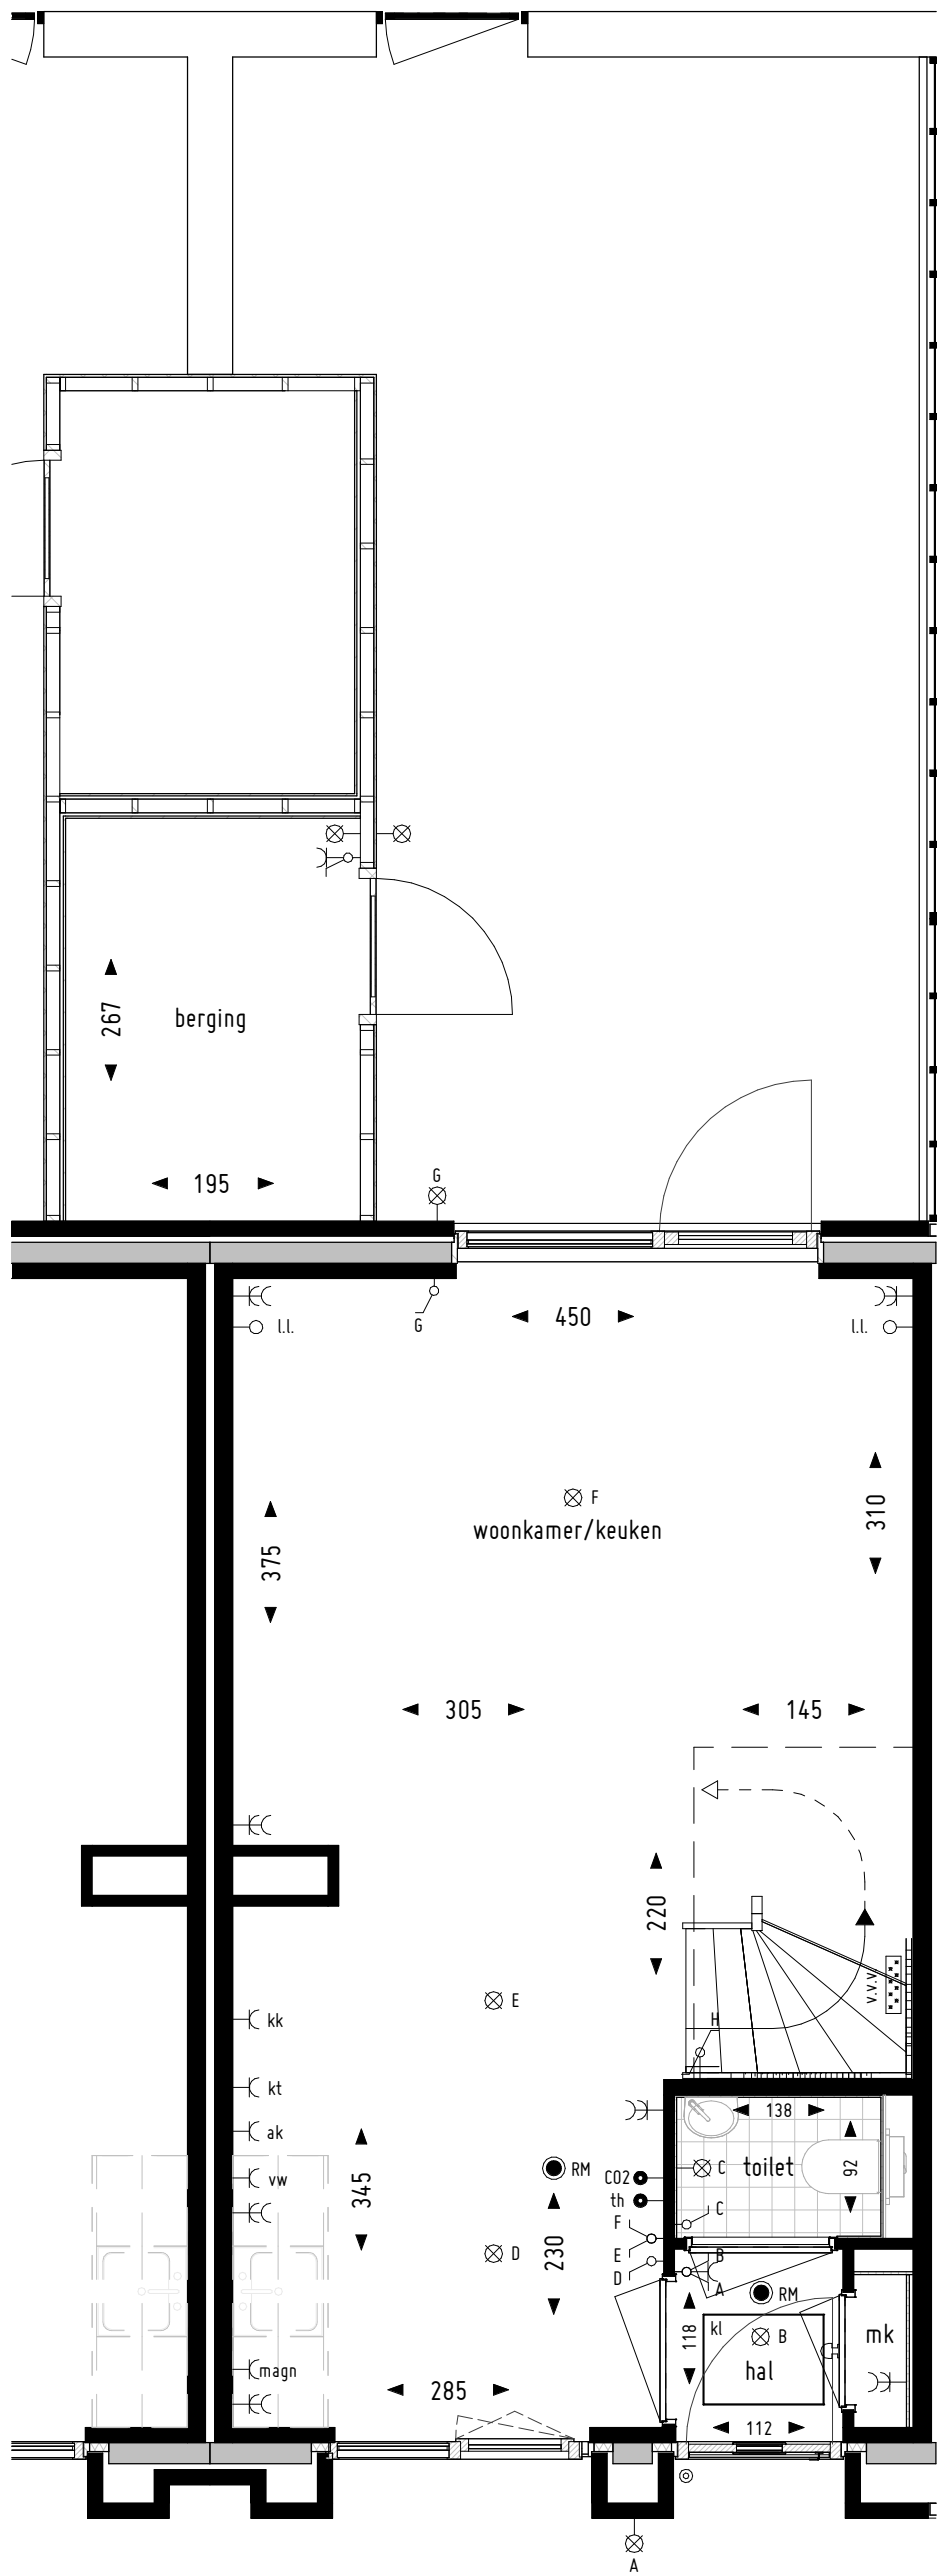 267
berging
195
G
G
450
l.l.
l.l.
F
woonkamer/keuken
310
375
305
145
220
v.v.v.
E
H
kk
kt
ak
vw
138
toilet
C
92
RM
CO2
th
345
F
C
E
D
D
230
B
A
RM
118
kl
B
hal
mk
magn
285
112
A